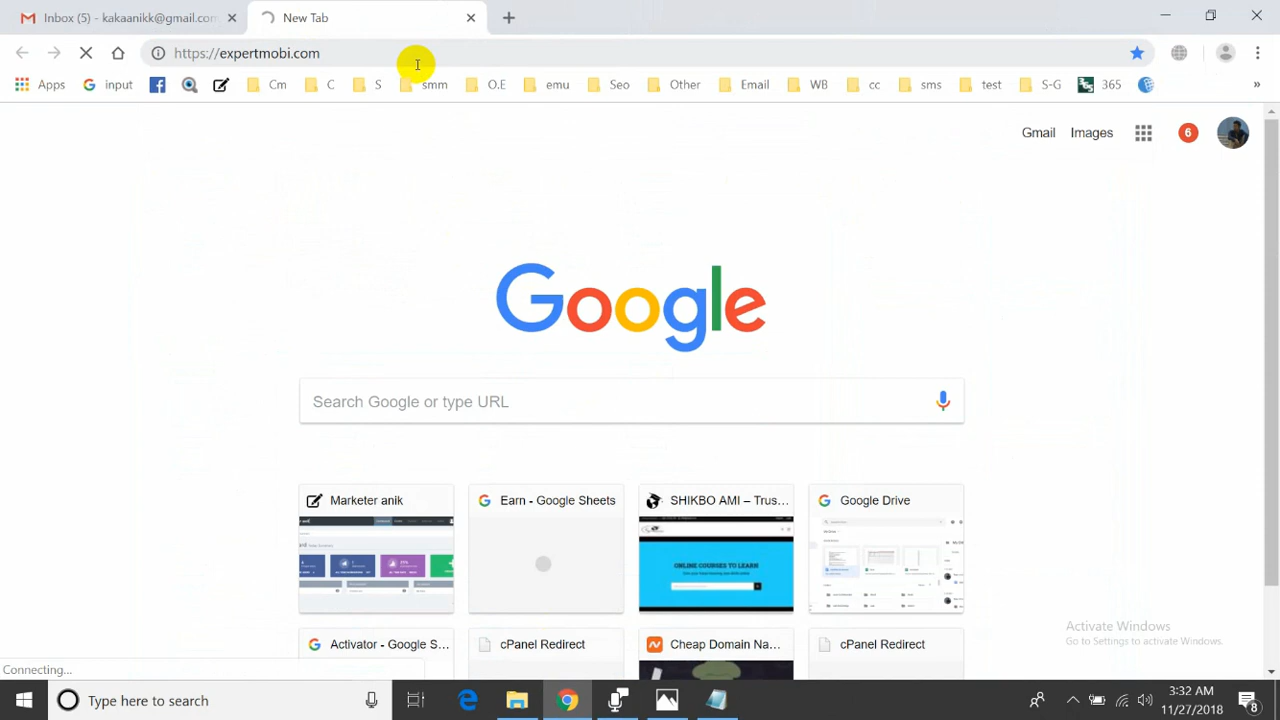 Inbox (5) - kakaanikk@gmail.com
New Tab
https://expertmobi.com
Apps
input
Cm
C
S
smm
O.E
emu
Seo
Other
Email
WB
cc
sms
test
S-G
365
»
Gmail
Images
6
Google
Search Google or type URL
Marketer anik
Earn - Google Sheets
SHIKBO AMI – Trus...
Google Drive
ONLINE COURSES TO LEARN
Activator - Google S...
cPanel Redirect
Cheap Domain Na...
cPanel Redirect
Activate Windows
Go to Settings to activate Windows.
Connecting...
Type here to search
3:32 AM
11/27/2018
8